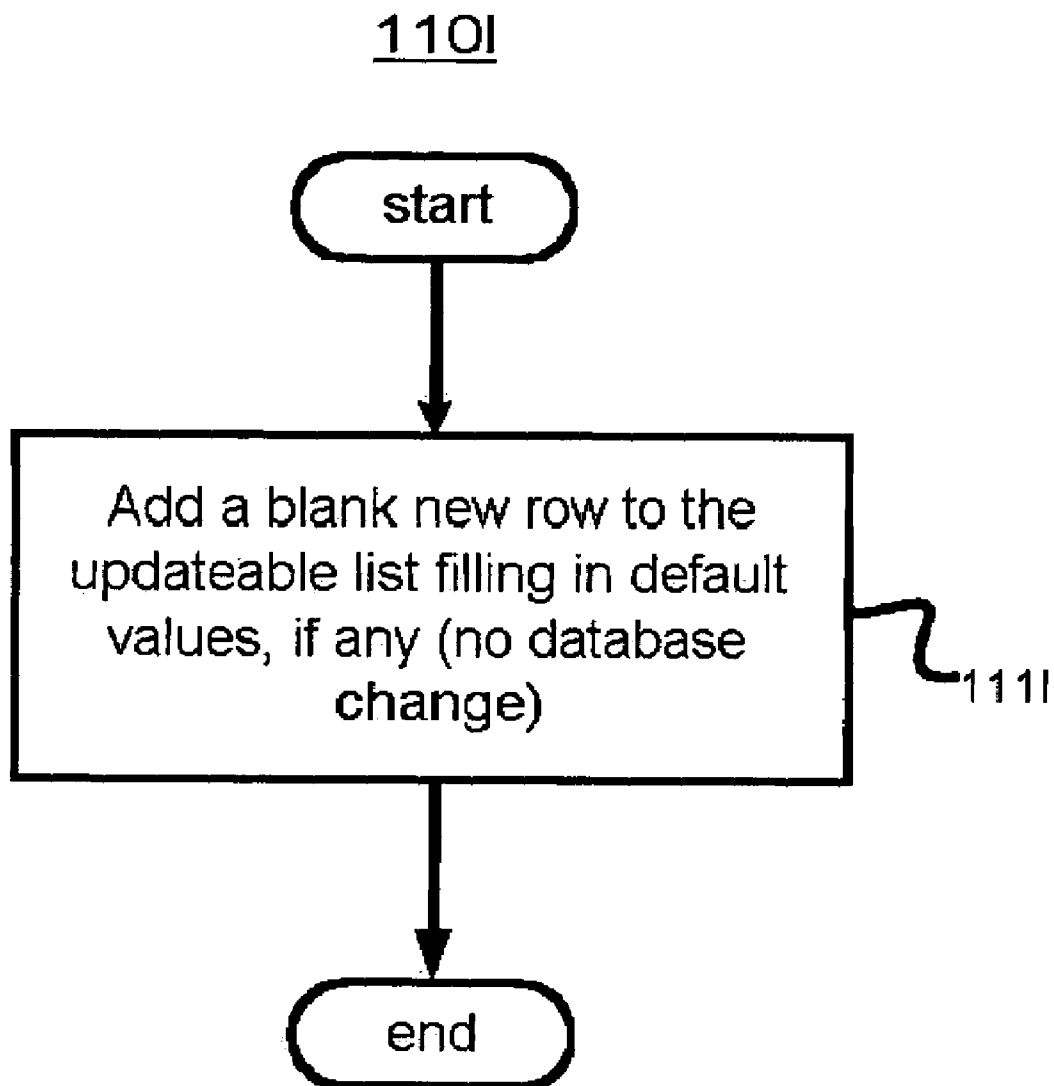 110I
start
Add a blank new row to the
updateable list filling in default
values, if any (no database
change)
111I
end